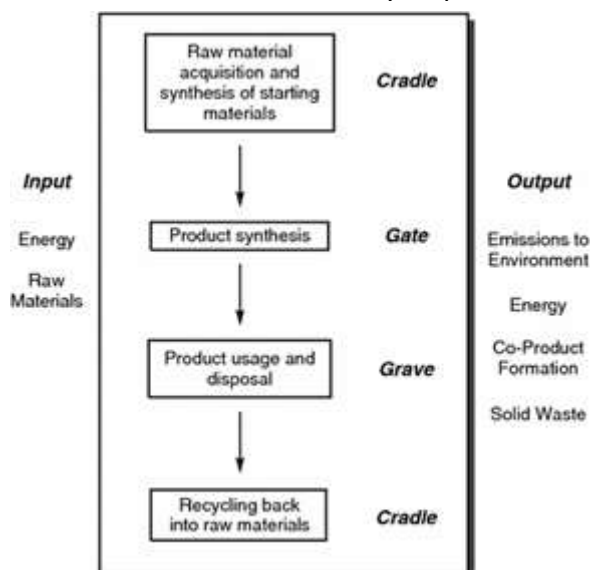 Raw material
acquisition and
synthesis of starting
materials
Cradle
Input
Energy
Raw
Materials
Product synthesis
Gate
Product usage and
disposal
Grave
Recycling back
into raw materials
Cradle
Output
Emissions to
Environment
Energy
Co-Product
Formation
Solid Waste